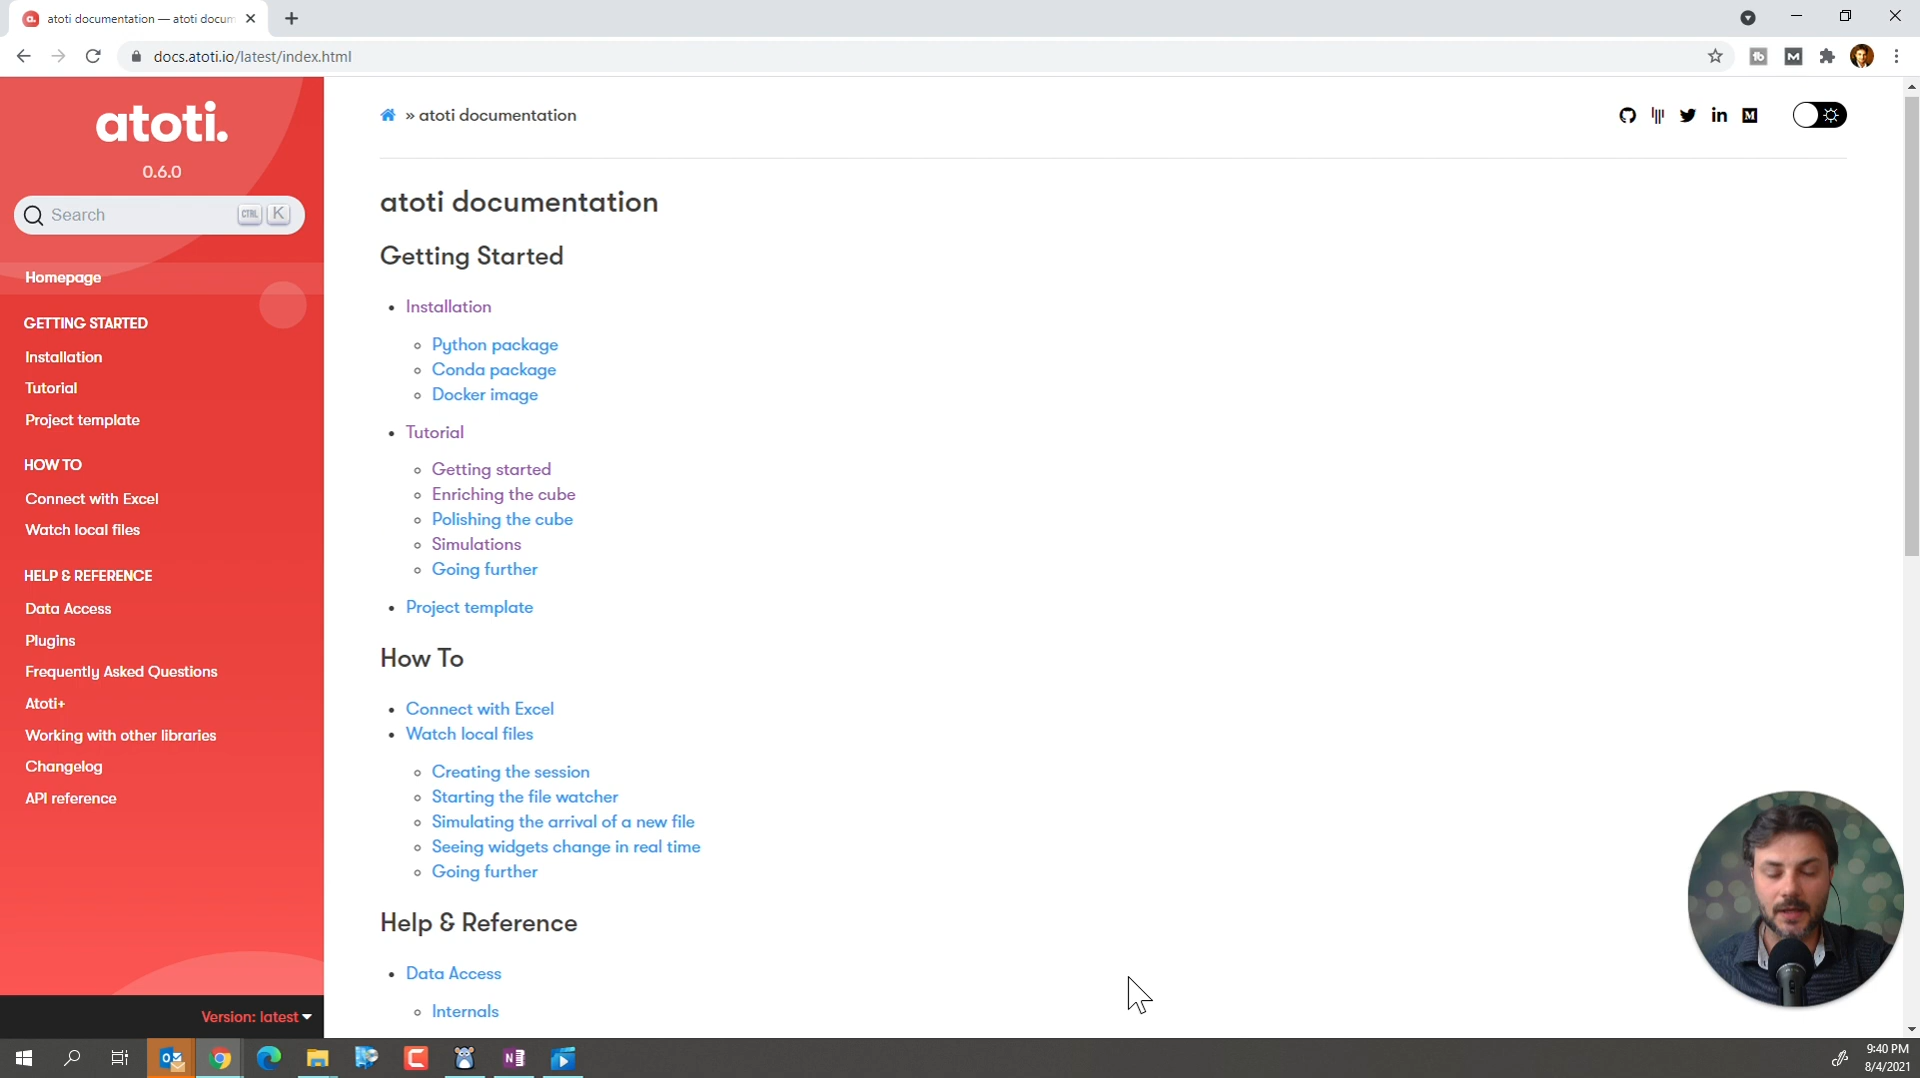 atoti documentation — atoti docum
docs.atoti.io/latest/index.html
atoti.
0.6.0
Search CTRL K
Homepage
GETTING STARTED
Installation
Tutorial
Project template
HOW TO
Connect with Excel
Watch local files
HELP & REFERENCE
Data Access
Plugins
Frequently Asked Questions
Atoti+
Working with other libraries
Changelog
API reference
Version: latest
» atoti documentation
atoti documentation
Getting Started
Installation
Python package
Conda package
Docker image
Tutorial
Getting started
Enriching the cube
Polishing the cube
Simulations
Going further
Project template
How To
Connect with Excel
Watch local files
Creating the session
Starting the file watcher
Simulating the arrival of a new file
Seeing widgets change in real time
Going further
Help & Reference
Data Access
Internals
9:40 PM
8/4/2021